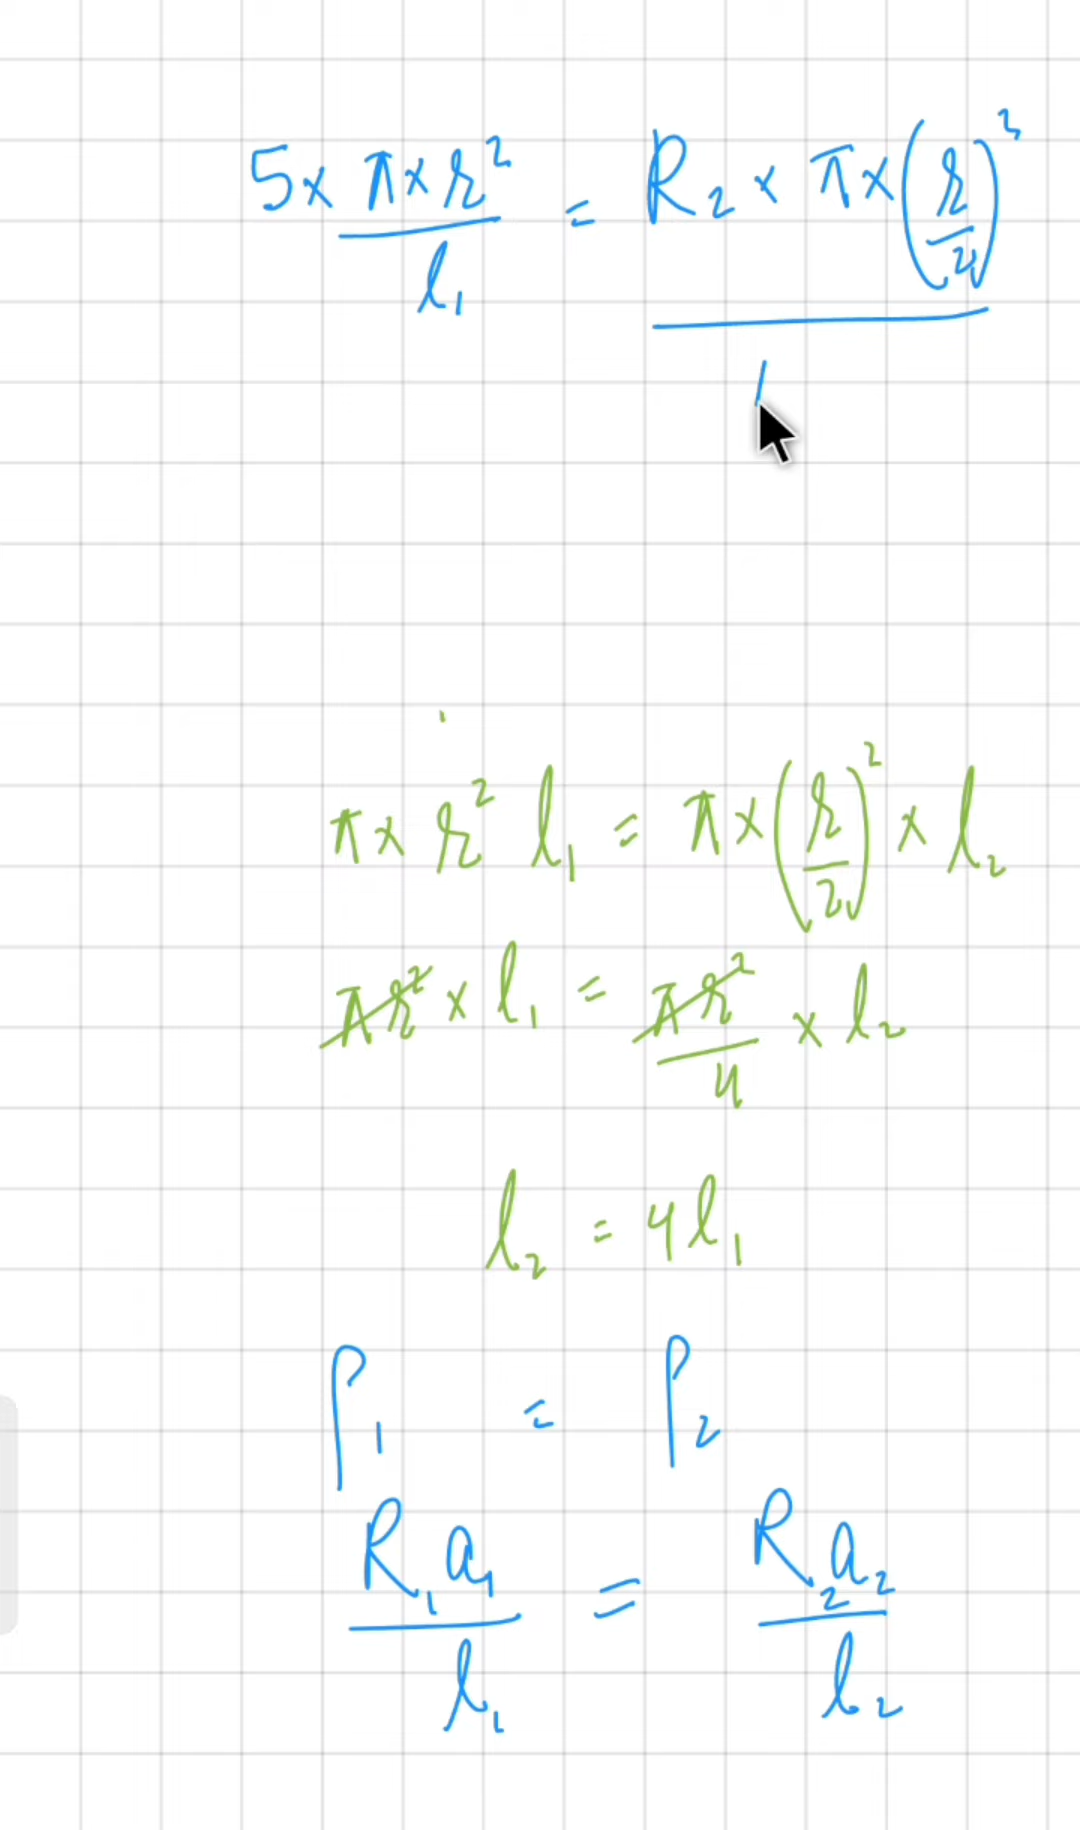 5 × π × r² / l₁ = R₂ × π × (r/4)² / l
π × r² l₁ = π × (r/2)² × l₂
πr² × l₁ = πr²/4 × l₂
l₂ = 4l₁
ρ₁ = ρ₂
R₁a₁ / l₁ = R₂a₂ / l₂